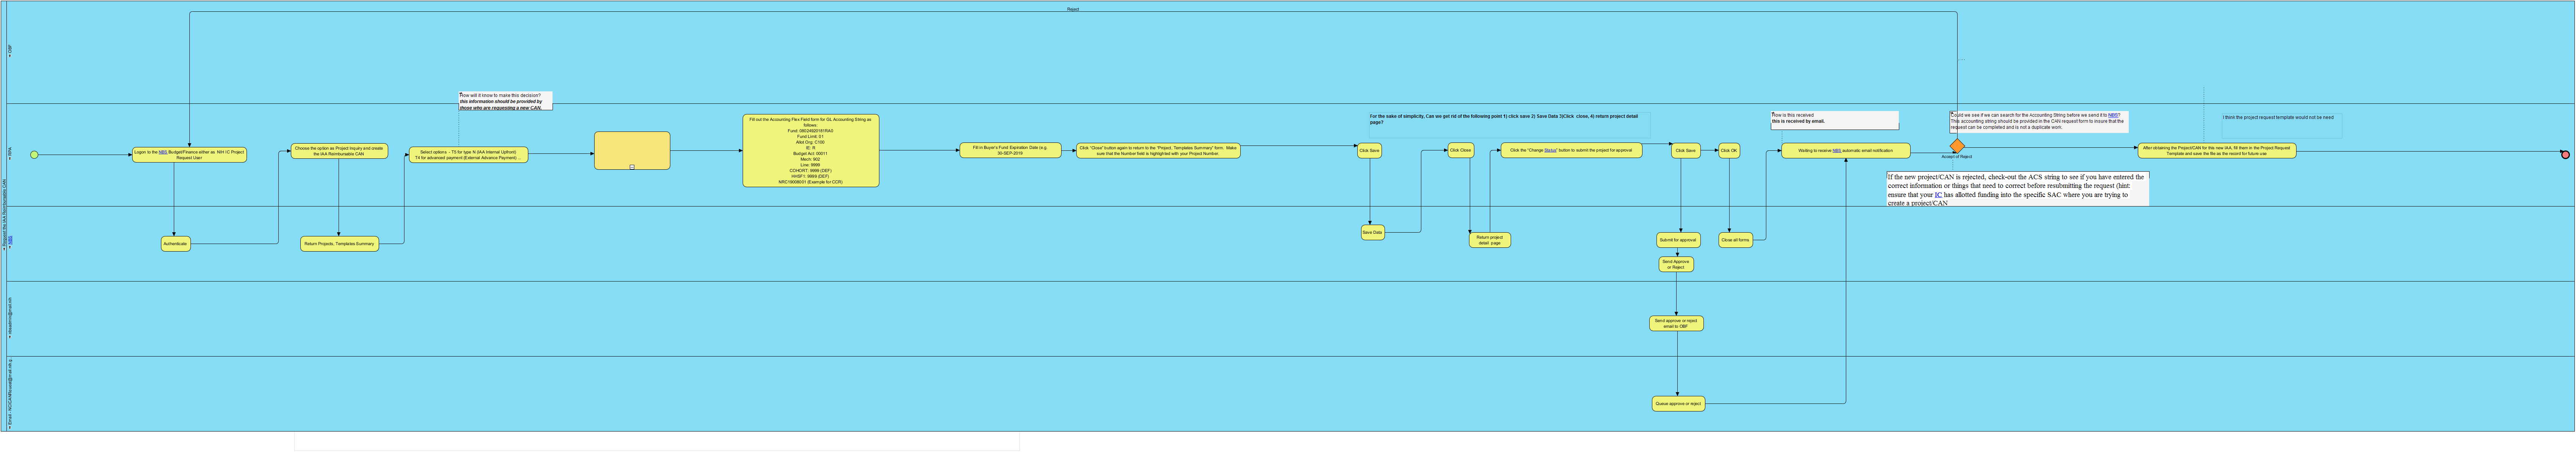 Reject
OBF
How will it know to make this decision?
this information should be provided by
those who are requesting a new CAN.
RFA
Request the IAA Reimbursable CAN
Logon to the NBS Budget/Finance either as NIH IC Project
Request User
Choose the option as Project Inquiry and create
the IAA Reimbursable CAN
Select options - T5 for type N (IAA Internal Upfront)
T4 for advanced payment (External Advance Payment) ...
Fill out the Accounting Flex Field form for GL Accounting String as
follows.
Fund Limit: 01
Allot Org: C100
IE: R
Budget Act: 00011
Mech: 902
Line: 9999
COHORT: 9999 (DEF)
HHSF1: 9999 (DEF)
(Example for CCR)
Fill in Buyer's Fund Expiration Date (e.g.
30-SEP-2019
Click "Close" button again to return to the "Project, Templates Summary" form. Make
sure that the Number field is highlighted with your Project Number.
For the sake of simplicity, Can we get rid of the following point 1) click save 2) Save Data 3)Click close, 4) return project detail
page?
Click Save
Click Close
Click the "Change Status" button to submit the project for approval
Click Save
Click OK
How is this received
this is received by email.
Waiting to receive NBS automatic email notification
Could we see if we can search for the Accounting String before we send it to NBS?
This accounting string should be provided in the CAN request form to insure that the
request can be completed and is not a duplicate work.
Accept of Reject
I think the project request template would not be need
After obtaining the Project/CAN for this new IAA, fill them in the Project Request
Template and save the file as the record for future use
If the new project/CAN is rejected, check-out the ACS string to see if you have entered the
correct information or things that need to correct before resubmitting the request (hint:
ensure that your IC has allotted funding into the specific SAC where you are trying to
create a project/CAN
NBS
Authenticate
Return Projects, Templates Summary
Save Data
Return project
detail page
Submit for approval
Close all forms
Send Approve
or Reject
Send approve or reject
email to OBF
Queue approve or reject